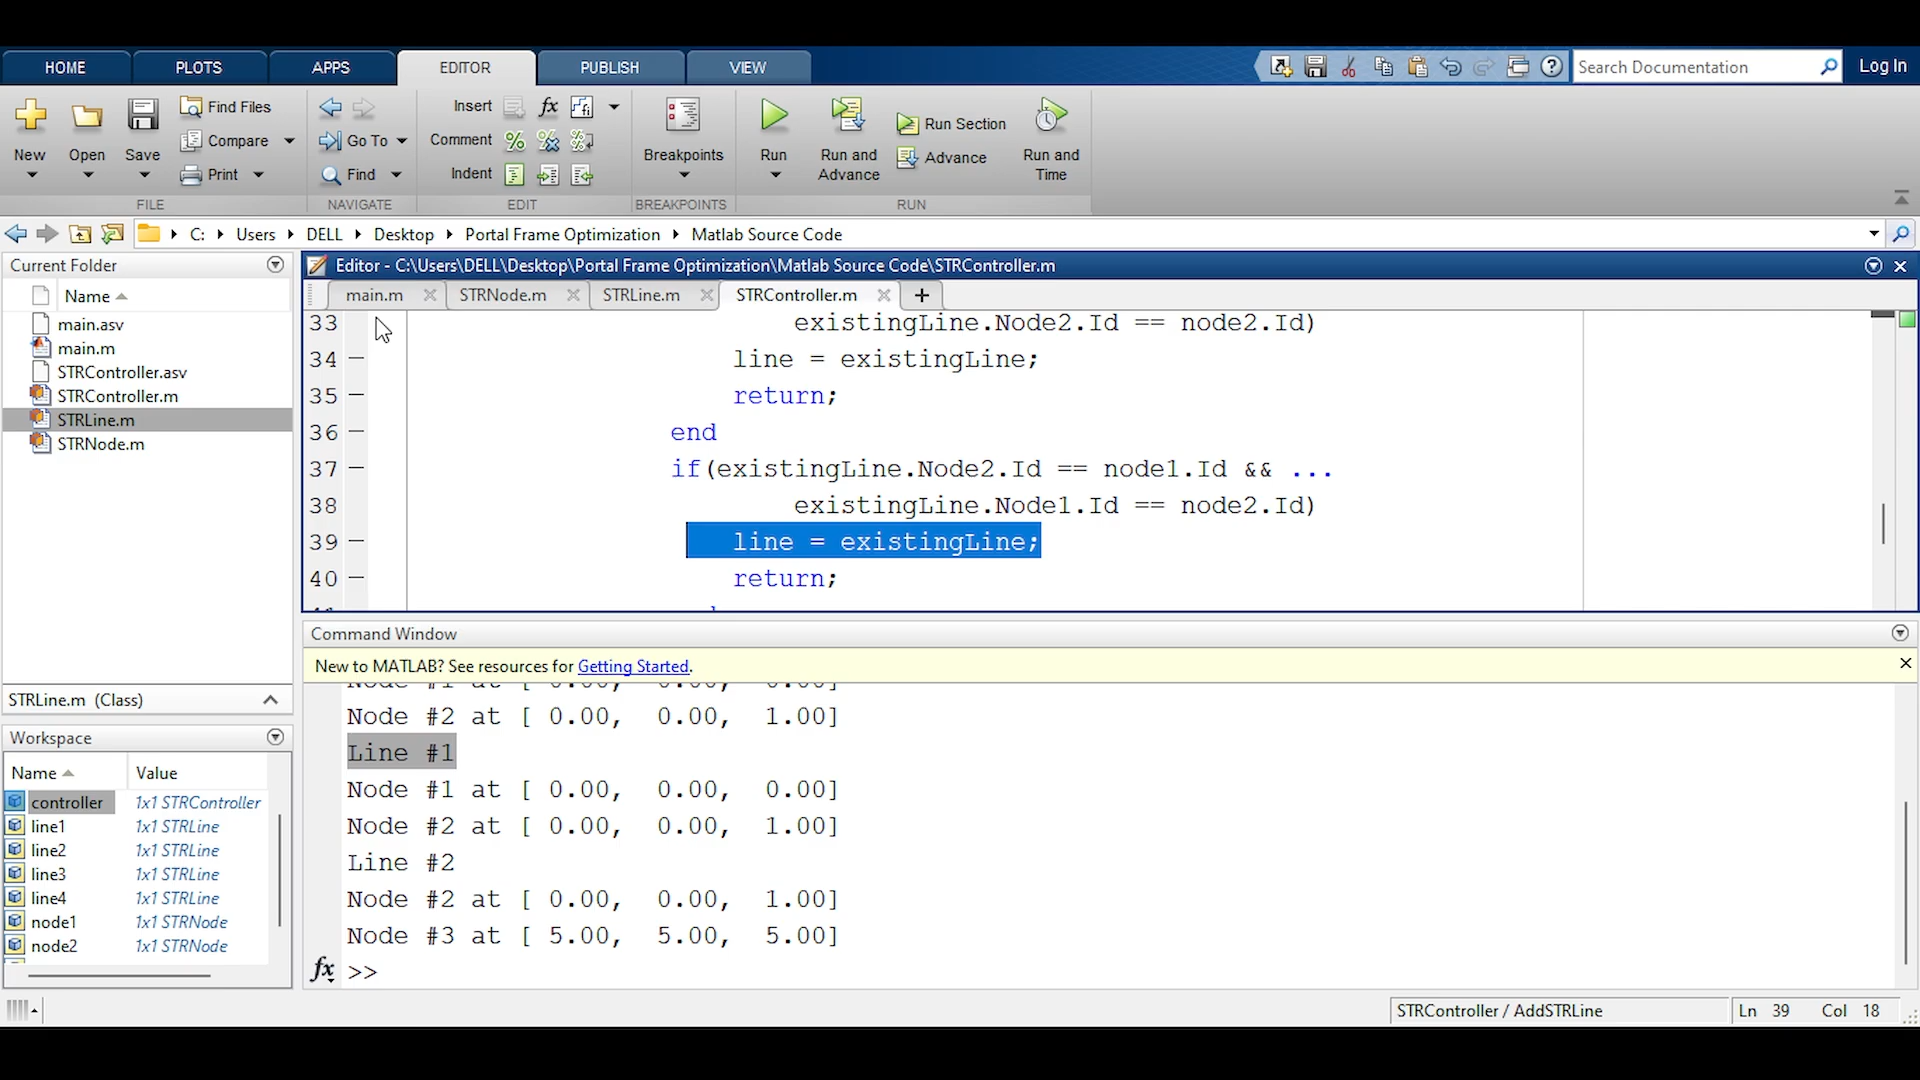 HOME PLOTS APPS EDITOR PUBLISH VIEW Search Documentation Log In
New Open Save Find Files Compare Print
FILE
Go To Find
NAVIGATE
Insert fx
Comment
Indent
EDIT
Breakpoints
BREAKPOINTS
Run Run and Advance Run Section Advance Run and Time
RUN
C: Users DELL Desktop Portal Frame Optimization Matlab Source Code
Current Folder
Name
main.asv
main.m
STRController.asv
STRController.m
STRLine.m
STRNode.m
STRLine.m (Class)
Workspace
Name Value
controller 1x1 STRController
line1 1x1 STRLine
line2 1x1 STRLine
line3 1x1 STRLine
line4 1x1 STRLine
node1 1x1 STRNode
node2 1x1 STRNode
Editor - C:\Users\DELL\Desktop\Portal Frame Optimization\Matlab Source Code\STRController.m
main.m STRNode.m STRLine.m STRController.m
33 existingLine.Node2.Id == node2.Id)
34 line = existingLine;
35 return;
36 end
37 if(existingLine.Node2.Id == node1.Id && ...
38 existingLine.Node1.Id == node2.Id)
39 line = existingLine;
40 return;
Command Window
New to MATLAB? See resources for Getting Started.
Node #1 at [ 0.00, 0.00, 0.00]
Node #2 at [ 0.00, 0.00, 1.00]
Line #1
Node #1 at [ 0.00, 0.00, 0.00]
Node #2 at [ 0.00, 0.00, 1.00]
Line #2
Node #2 at [ 0.00, 0.00, 1.00]
Node #3 at [ 5.00, 5.00, 5.00]
fx >>
STRController / AddSTRLine Ln 39 Col 18